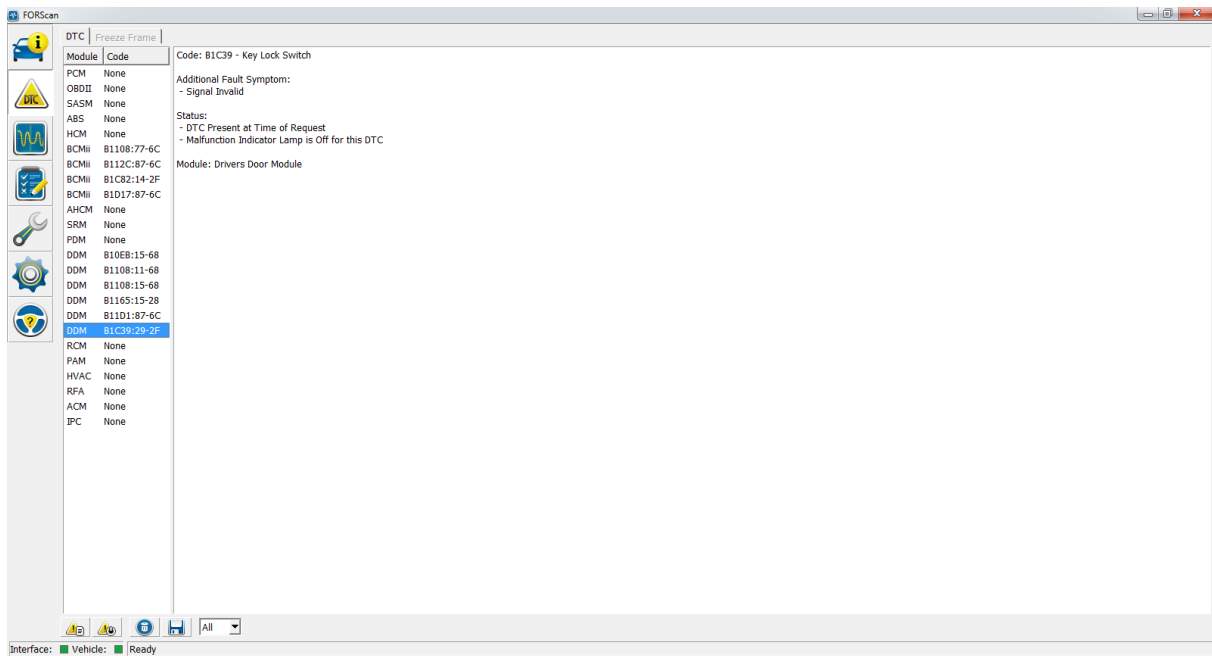 FORScan
DTC Freeze Frame
Module Code
PCM None
OBDII None
SASM None
ABS None
HCM None
BCMii B1108:77-6C
BCMii B112C:87-6C
BCMii B1C82:14-2F
BCMii B1D17:87-6C
AHCM None
SRM None
PDM None
DDM B10EB:15-68
DDM B1108:11-68
DDM B1108:15-68
DDM B1165:15-28
DDM B11D1:87-6C
DDM B1C39:29-2F
RCM None
PAM None
HVAC None
RFA None
ACM None
IPC None
Code: B1C39 - Key Lock Switch
Additional Fault Symptom:
- Signal Invalid
Status:
- DTC Present at Time of Request
- Malfunction Indicator Lamp is Off for this DTC
Module: Drivers Door Module
i
DTC
?
All
Interface: Vehicle: Ready